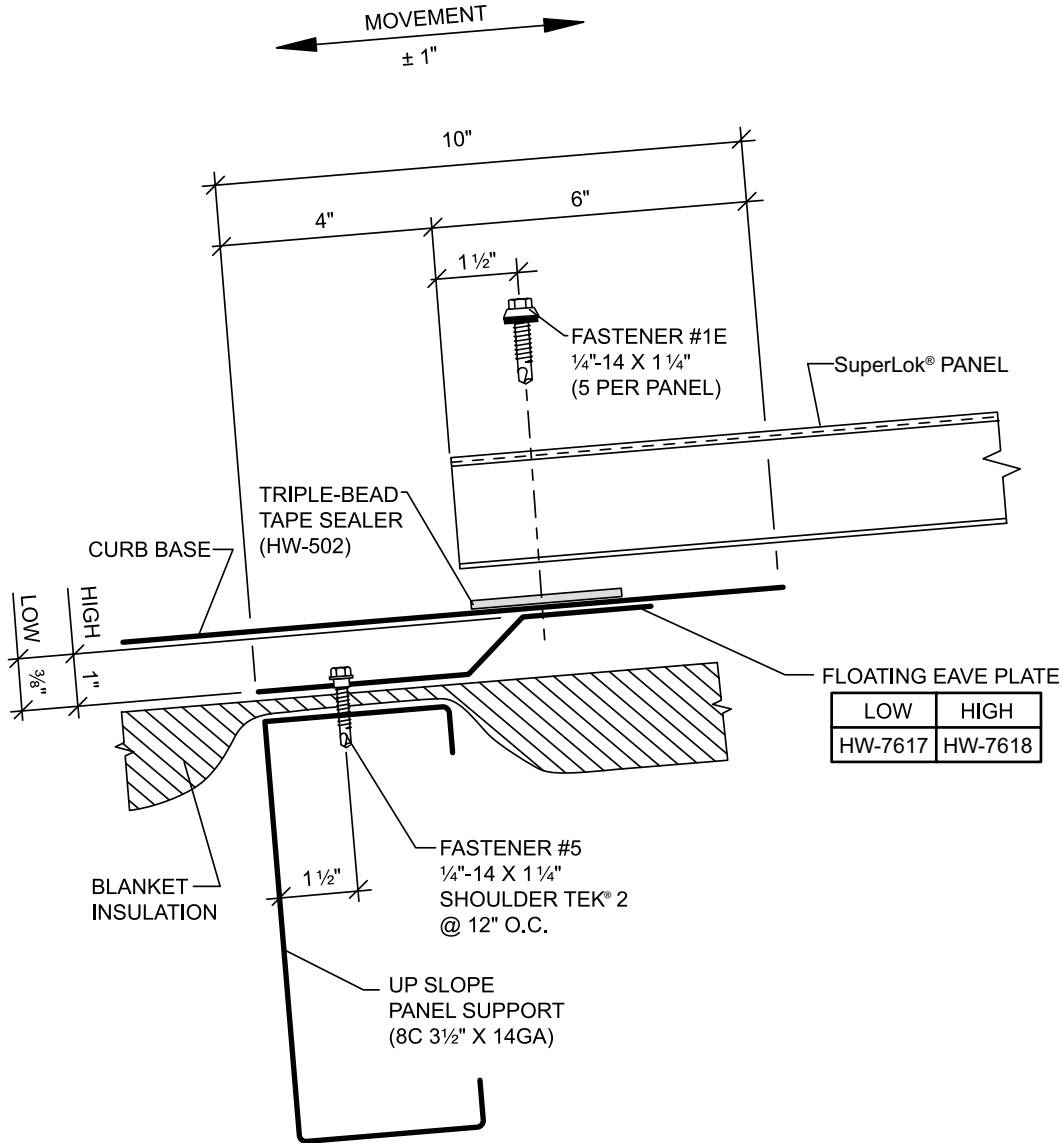 MOVEMENT
± 1"
10"
4"
6"
1 ½"
FASTENER #1E
¼"-14 X 1 ¼"
(5 PER PANEL)
SuperLok® PANEL
TRIPLE-BEAD
TAPE SEALER
(HW-502)
CURB BASE
LOW
HIGH
⅜"
1"
FLOATING EAVE PLATE
LOW HIGH
HW-7617 HW-7618
BLANKET
INSULATION
1 ½"
FASTENER #5
¼"-14 X 1 ¼"
SHOULDER TEK® 2
@ 12" O.C.
UP SLOPE
PANEL SUPPORT
(8C 3½" X 14GA)